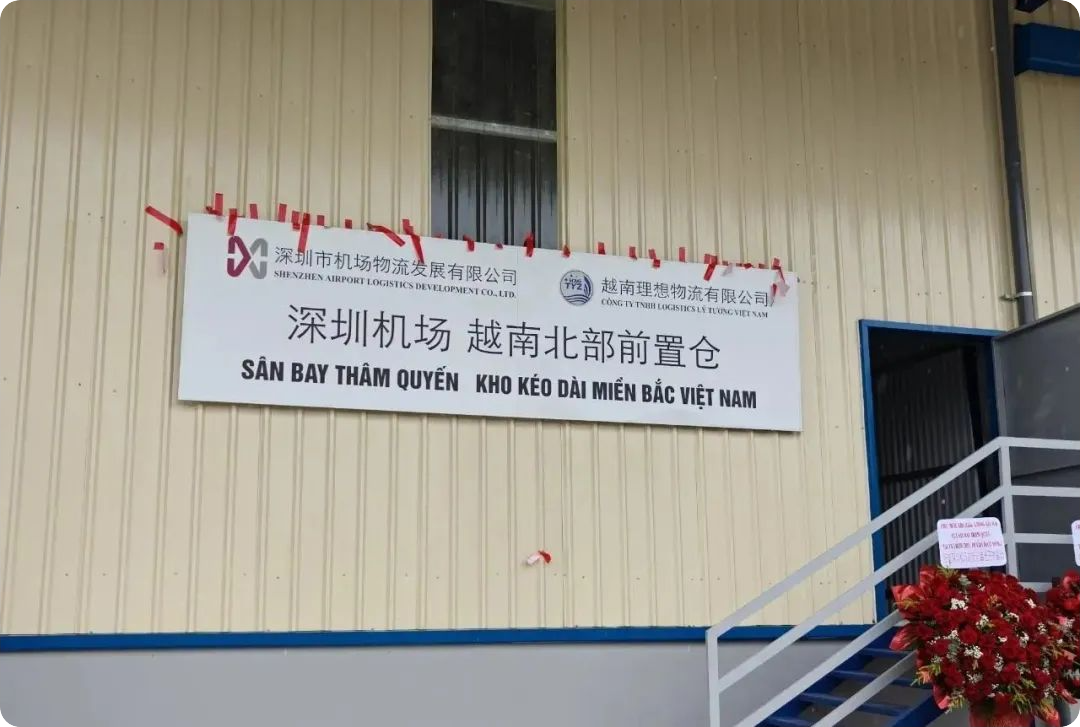 深圳市机场物流发展有限公司
SHENZHEN AIRPORT LOGISTICS DEVELOPMENT CO., LTD.
TYZ
越南理想物流有限公司
CÔNG TY TNHH LOGISTICS LÝ TƯỞNG VIỆT NAM
深圳机场 越南北部前置仓
SÂN BAY THÂM QUYẾN KHO KÉO DÀI MIỀN BẮC VIỆT NAM